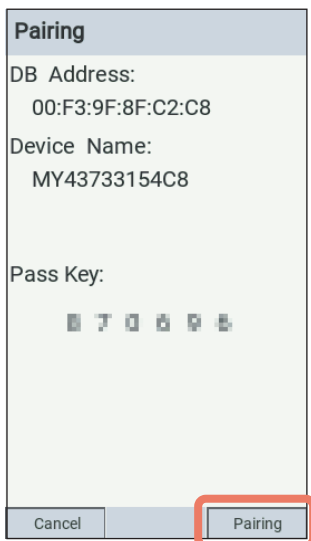 Pairing
DB Address:
00:F3:9F:8F:C2:C8
Device Name:
MY43733154C8
Pass Key:
Cancel
Pairing